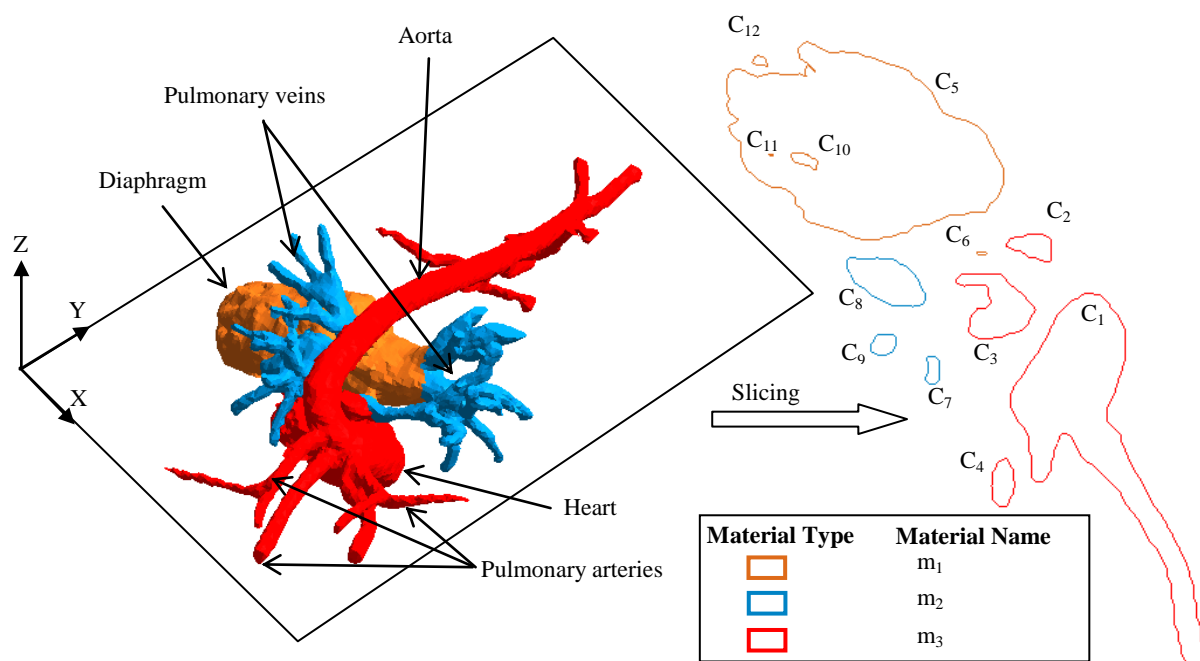 Aorta
Pulmonary veins
Diaphragm
Z
Y
X
Heart
Pulmonary arteries
Slicing
C₁₂
C₅
C₁₁
C₁₀
C₂
C₆
C₈
C₁
C₃
C₉
C₇
C₄
Material Type Material Name
m₁
m₂
m₃